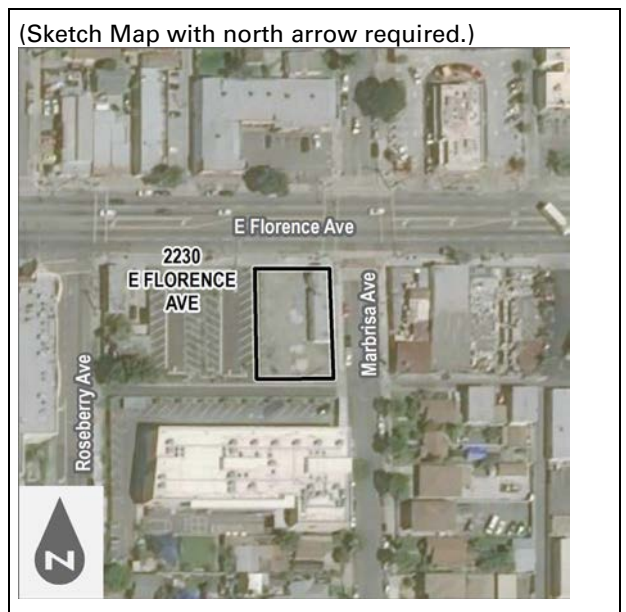 (Sketch Map with north arrow required.)
E Florence Ave
2230
E FLORENCE
AVE
Marbrisa Ave
Roseberry Ave
N